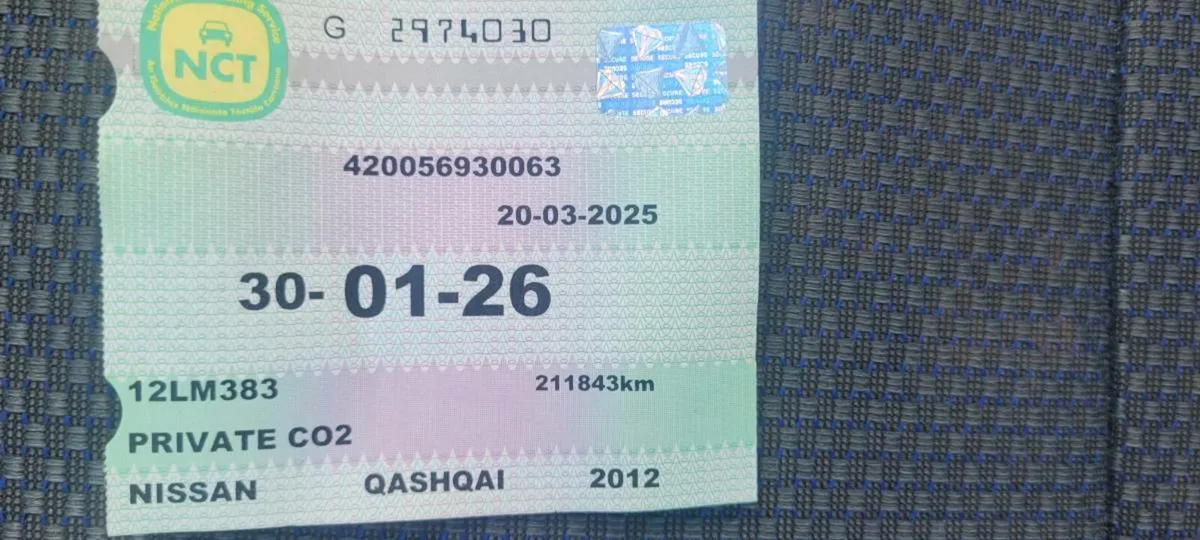 G 2974030
NCT
420056930063
20-03-2025
30-01-26
12LM383 211843km
PRIVATE CO2
NISSAN QASHQAI 2012